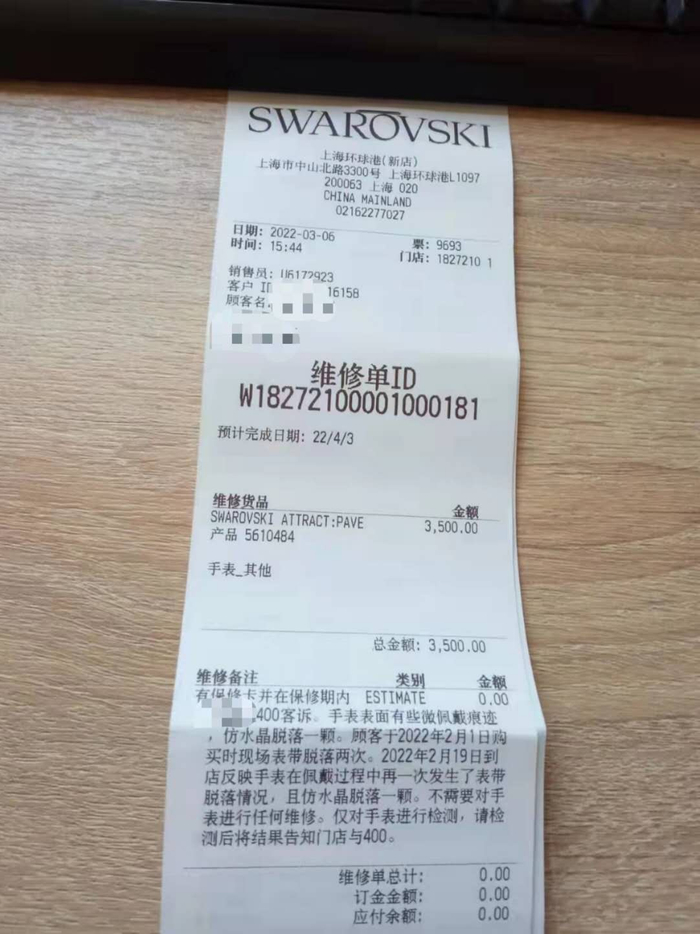 SWAROVSKI
上海环球港(新店)
上海市中山北路3300号 上海环球港L1097
200063 上海 020
CHINA MAINLAND
02162277027
日期: 2022-03-06 票: 9693
时间: 15:44 门店: 1827210 1
销售员: U6172923
客户 ID 16158
顾客名:
维修单ID
W18272100001000181
预计完成日期: 22/4/3
维修货品 金额
SWAROVSKI ATTRACT:PAVE 3,500.00
产品 5610484
手表_其他
总金额: 3,500.00
维修备注 类别 金额
有保修卡并在保修期内 ESTIMATE 0.00
400客诉。手表表面有些微佩戴痕迹
，仿水晶脱落一颗。顾客于2022年2月1日购
买时现场表带脱落两次。2022年2月19日到
店反映手表在佩戴过程中再一次发生了表带
脱落情况，且仿水晶脱落一颗。不需要对手
表进行任何维修。仅对手表进行检测，请检
测后将结果告知门店与400。
维修单总计: 0.00
订金金额: 0.00
应付余额: 0.00